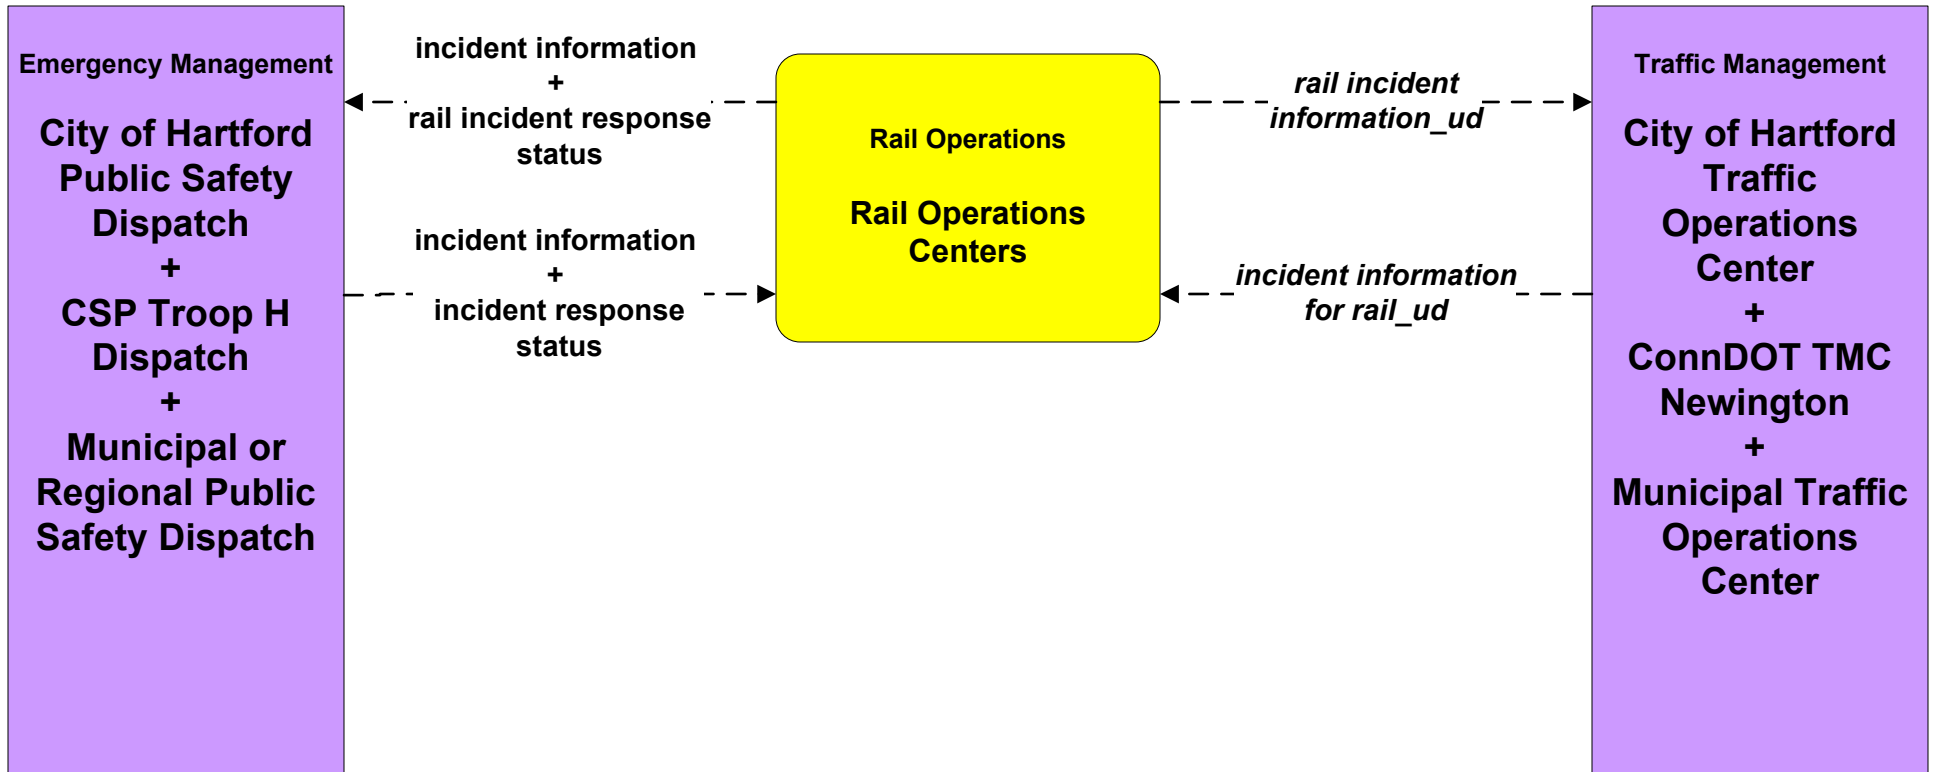 Emergency Management
City of Hartford
Public Safety
Dispatch
+
CSP Troop H
Dispatch
+
Municipal or
Regional Public
Safety Dispatch
incident information
+
rail incident response
status
incident information
+
incident response
status
Rail Operations
Rail Operations
Centers
rail incident
information_ud
incident information
for rail_ud
Traffic Management
City of Hartford
Traffic
Operations
Center
+
ConnDOT TMC
Newington
+
Municipal Traffic
Operations
Center